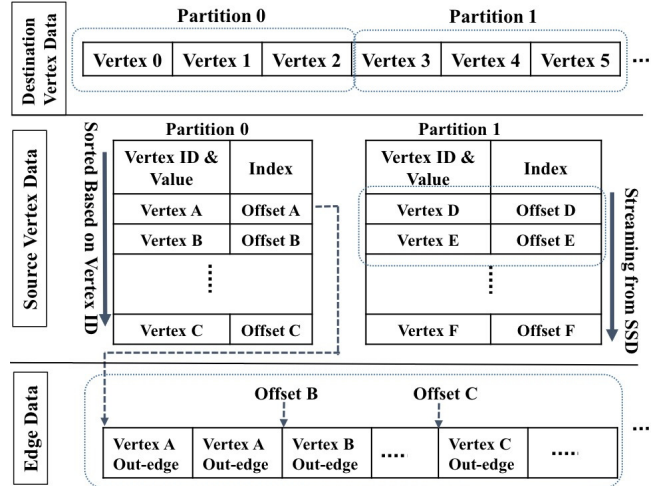 Destination
Vertex Data
Partition 0
Partition 1
Vertex 0
Vertex 1
Vertex 2
Vertex 3
Vertex 4
Vertex 5
....
Source Vertex Data
Sorted Based on Vertex ID
Partition 0
Vertex ID &
Value
Index
Vertex A
Offset A
Vertex B
Offset B
Vertex C
Offset C
Partition 1
Vertex ID &
Value
Index
Vertex D
Offset D
Vertex E
Offset E
Vertex F
Offset F
Streaming from SSD
Edge Data
Offset B
Offset C
Vertex A
Out-edge
Vertex A
Out-edge
Vertex B
Out-edge
.....
Vertex C
Out-edge
.....
....